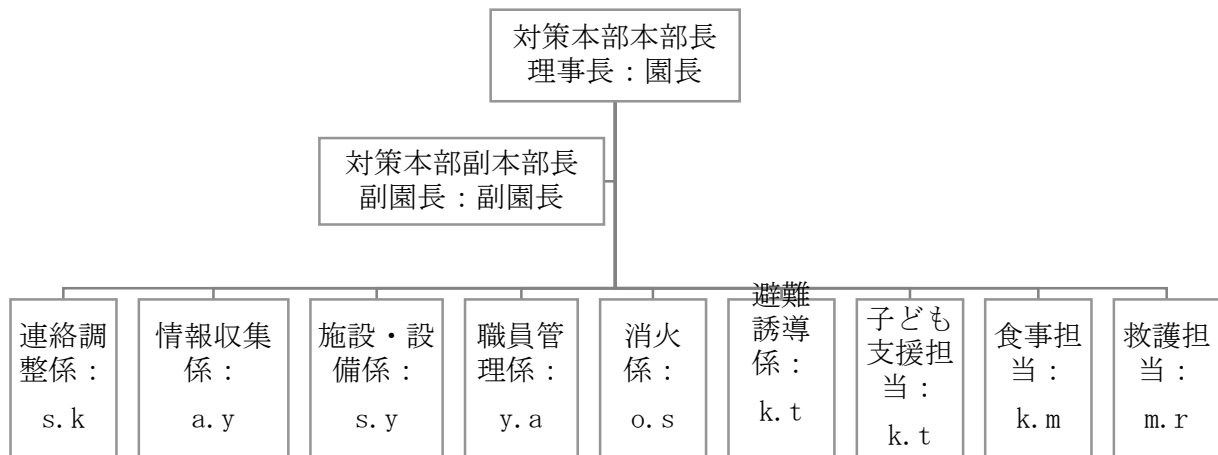 対策本部本部長
理事長：園長
対策本部副本部長
副園長：副園長
連絡調
整係：
s.k
情報収集
係：
a.y
施設・設
備係：
s.y
職員管
理係：
y.a
消火
係：
o.s
避難
誘導
係：
k.t
子ども
支援担
当：
k.t
食事担
当：
k.m
救護担
当：
m.r